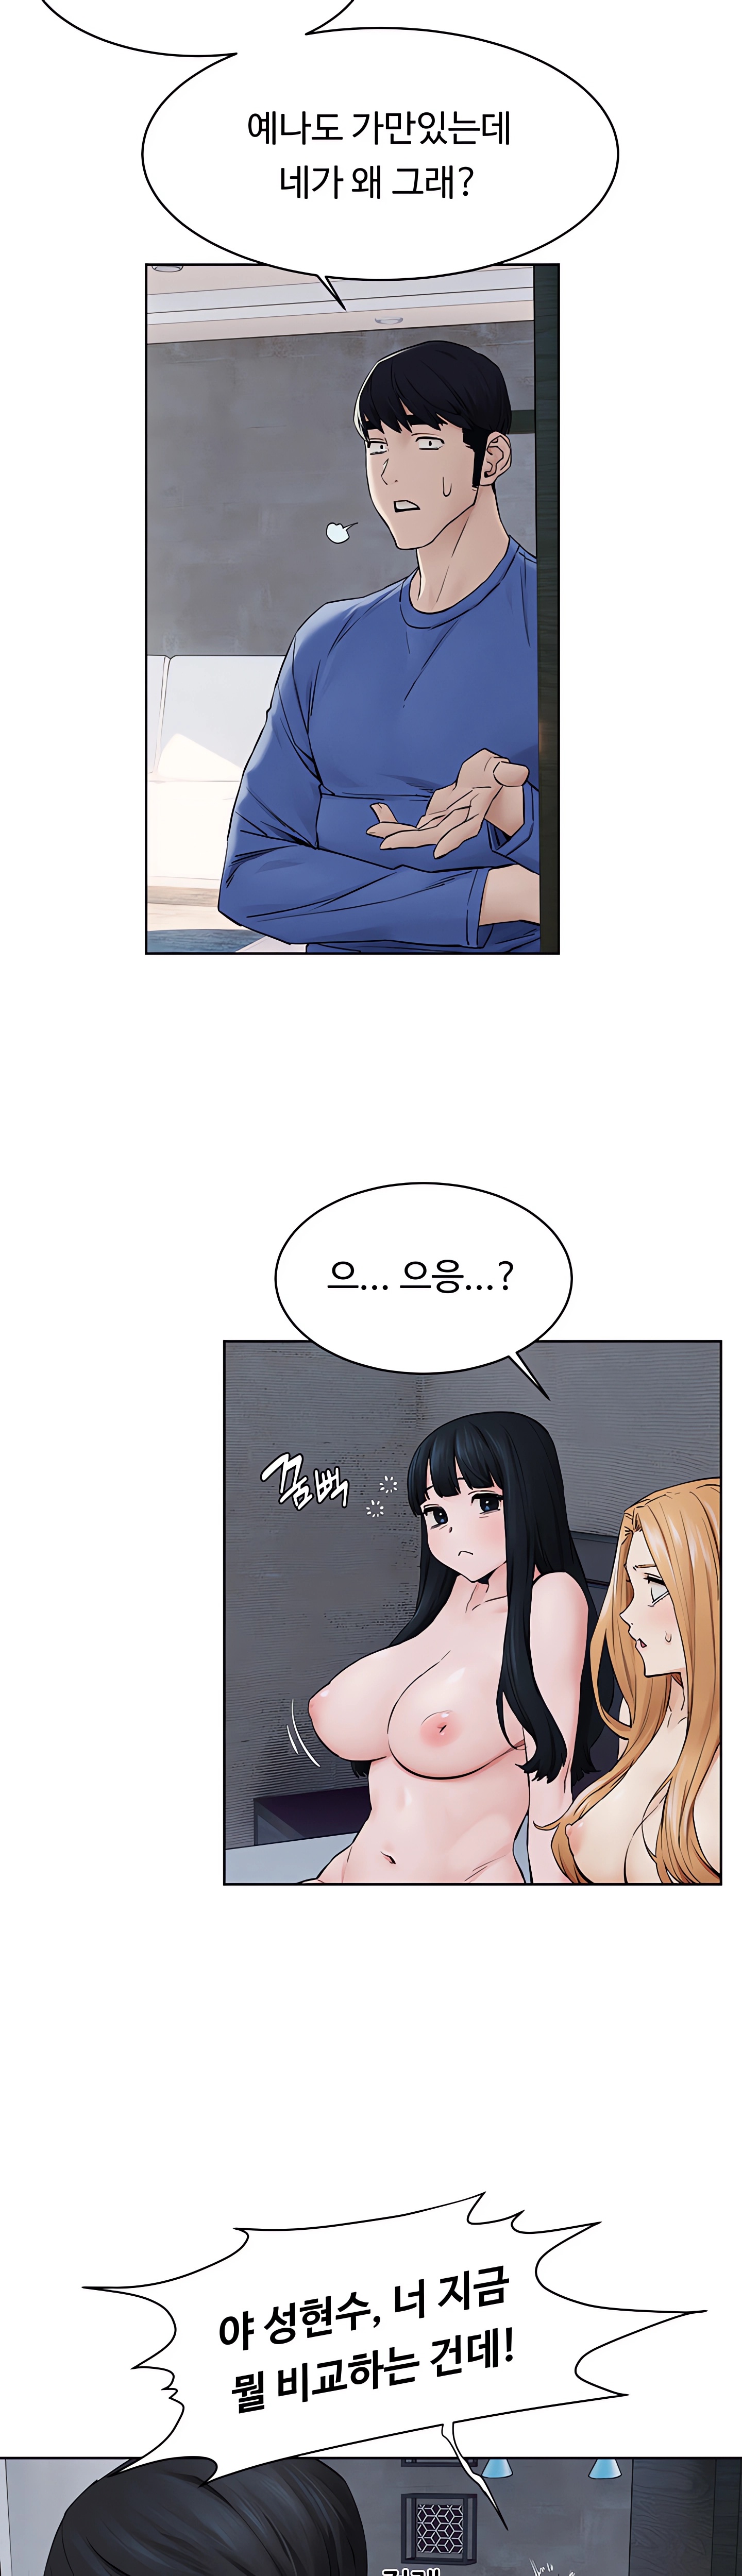 예나도 가만있는데
네가 왜 그래?
으... 으응...?
꿈뻑
야 성현수, 너 지금
뭘 비교하는 건데!